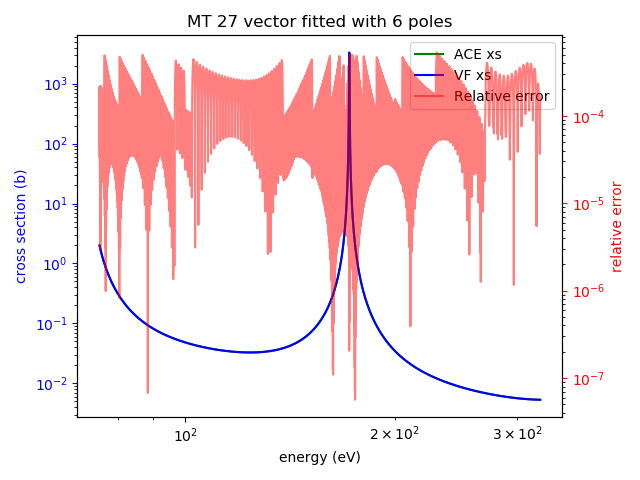 MT 27 vector fitted with 6 poles
ACE xs
VF xs
Relative error
10³
10²
10¹
10⁰
10⁻¹
10⁻²
cross section (b)
10⁻⁴
10⁻⁵
10⁻⁶
10⁻⁷
relative error
10² 2 × 10² 3 × 10²
energy (eV)